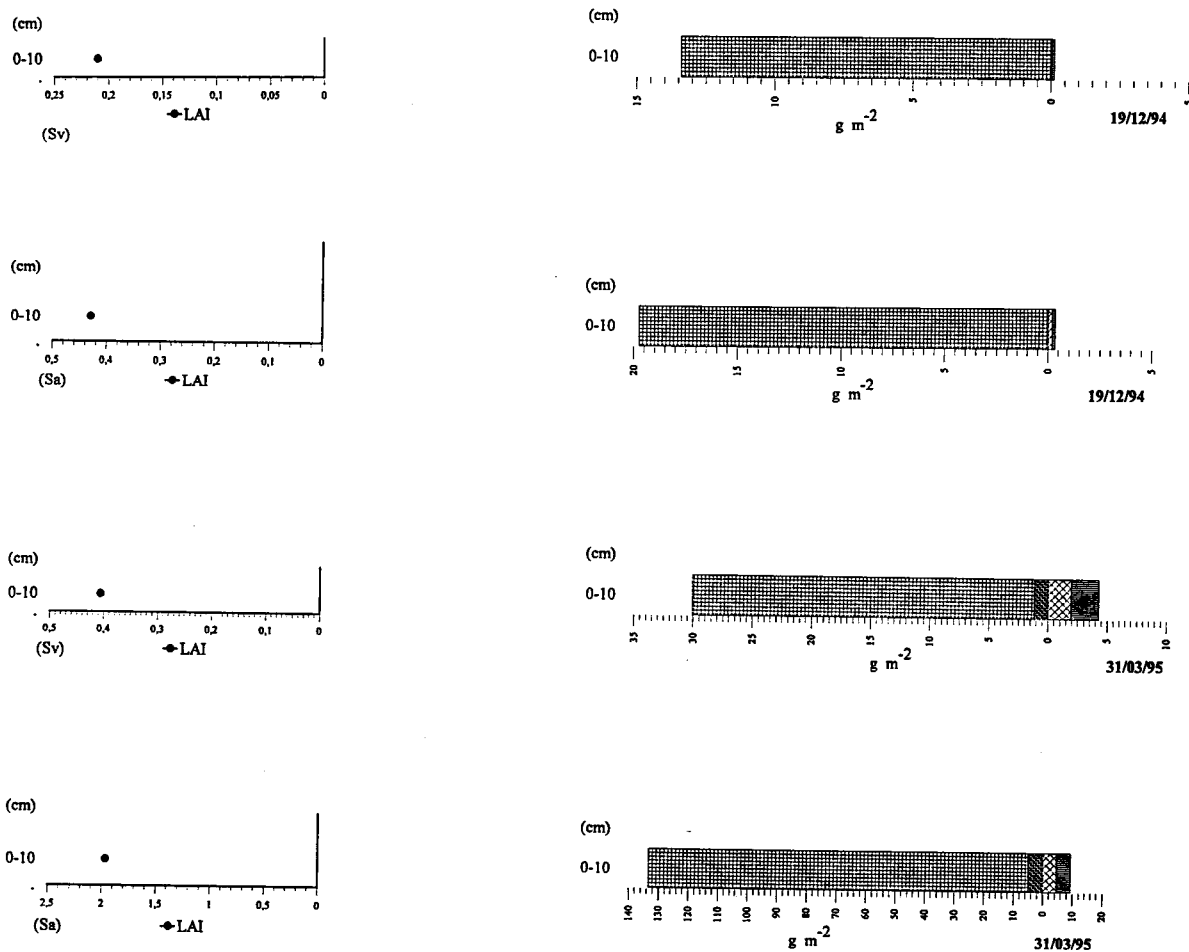 (cm)
0-10
0,25 0,2 0,15 0,1 0,05 0
LAI
(Sv)
(cm)
0-10
15 10 5 0 5
g m-2
19/12/94
(cm)
0-10
0,5 0,4 0,3 0,2 0,1 0
(Sa)
LAI
(cm)
0-10
20 15 10 5 0 5
g m-2
19/12/94
(cm)
0-10
0,5 0,4 0,3 0,2 0,1 0
(Sv)
LAI
(cm)
0-10
35 30 25 20 15 10 5 0 5 10
g m-2
31/03/95
(cm)
0-10
2,5 2 1,5 1 0,5 0
(Sa)
LAI
(cm)
0-10
140 130 120 110 100 90 80 70 60 50 40 30 20 10 0 10 20
g m-2
31/03/95